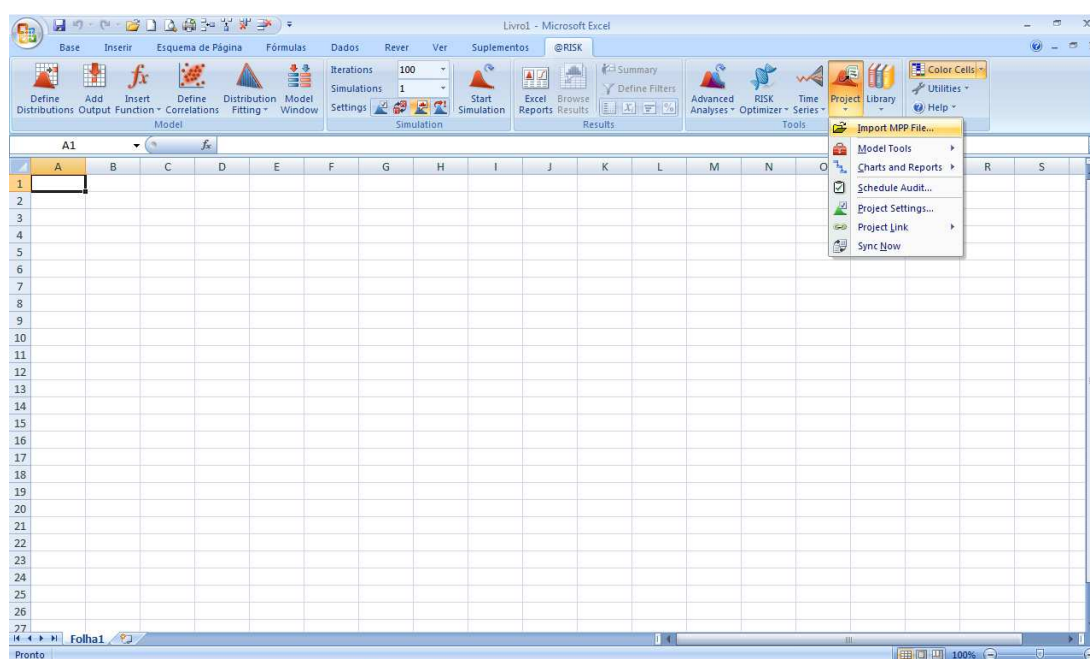 Livro1 - Microsoft Excel
Base Inserir Esquema de Página Fórmulas Dados Rever Ver Suplementos @RISK
Define Distributions
Add Output
Insert Function
Define Correlations
Distribution Fitting
Model Window
Model
Iterations 100
Simulations 1
Settings
Start Simulation
Simulation
Excel Reports
Browse Results
Summary
Define Filters
Results
Advanced Analyses
RISK Optimizer
Time Series
Project
Library
Tools
Color Cells
Utilities
Help
Import MPP File...
Model Tools
Charts and Reports
Schedule Audit...
Project Settings...
Project Link
Sync Now
A1 fx
A B C D E F G H I J K L M N O R S
1
2
3
4
5
6
7
8
9
10
11
12
13
14
15
16
17
18
19
20
21
22
23
24
25
26
27
Folha1
Pronto 100%